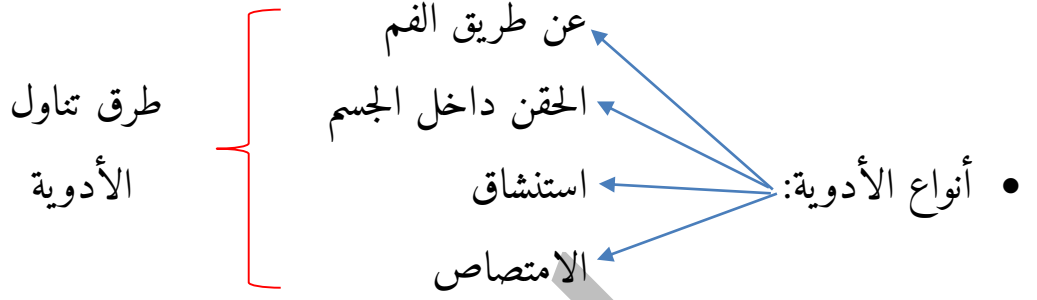 • أنواع الأدوية:
عن طريق الفم
الحقن داخل الجسم
استنشاق
الامتصاص
طرق تناول
الأدوية